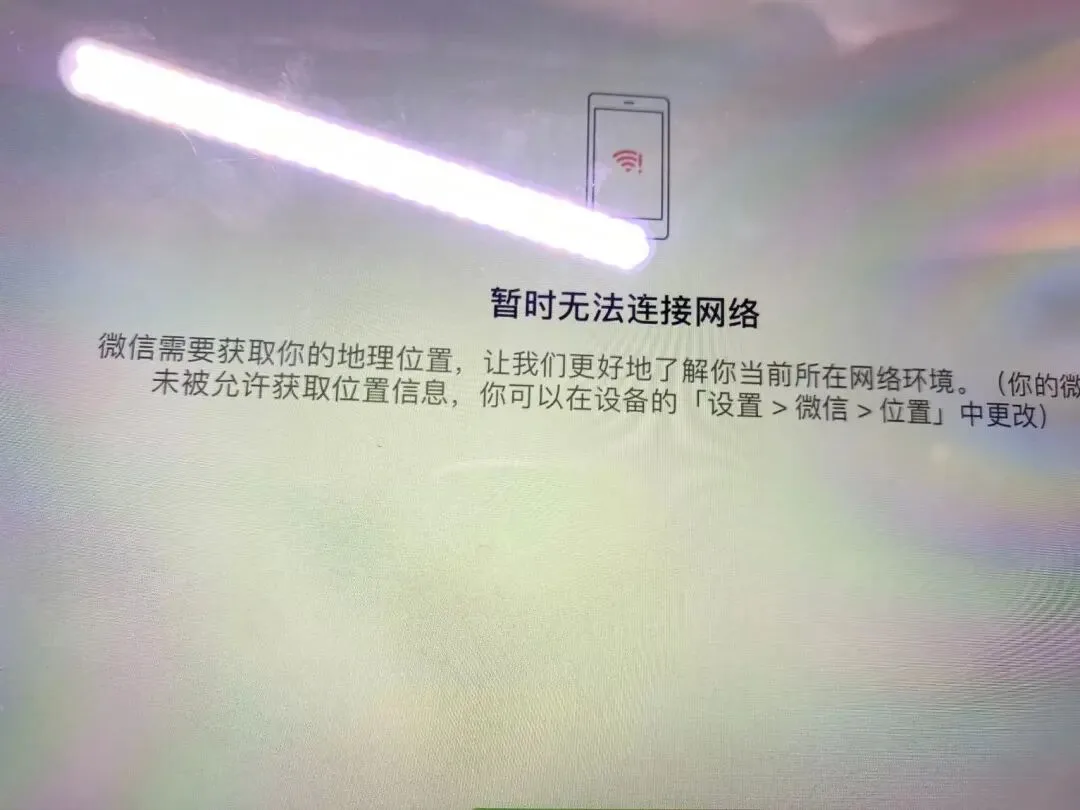 暂时无法连接网络
微信需要获取你的地理位置，让我们更好地了解你当前所在网络环境。（你的微
未被允许获取位置信息，你可以在设备的「设置 > 微信 > 位置」中更改）